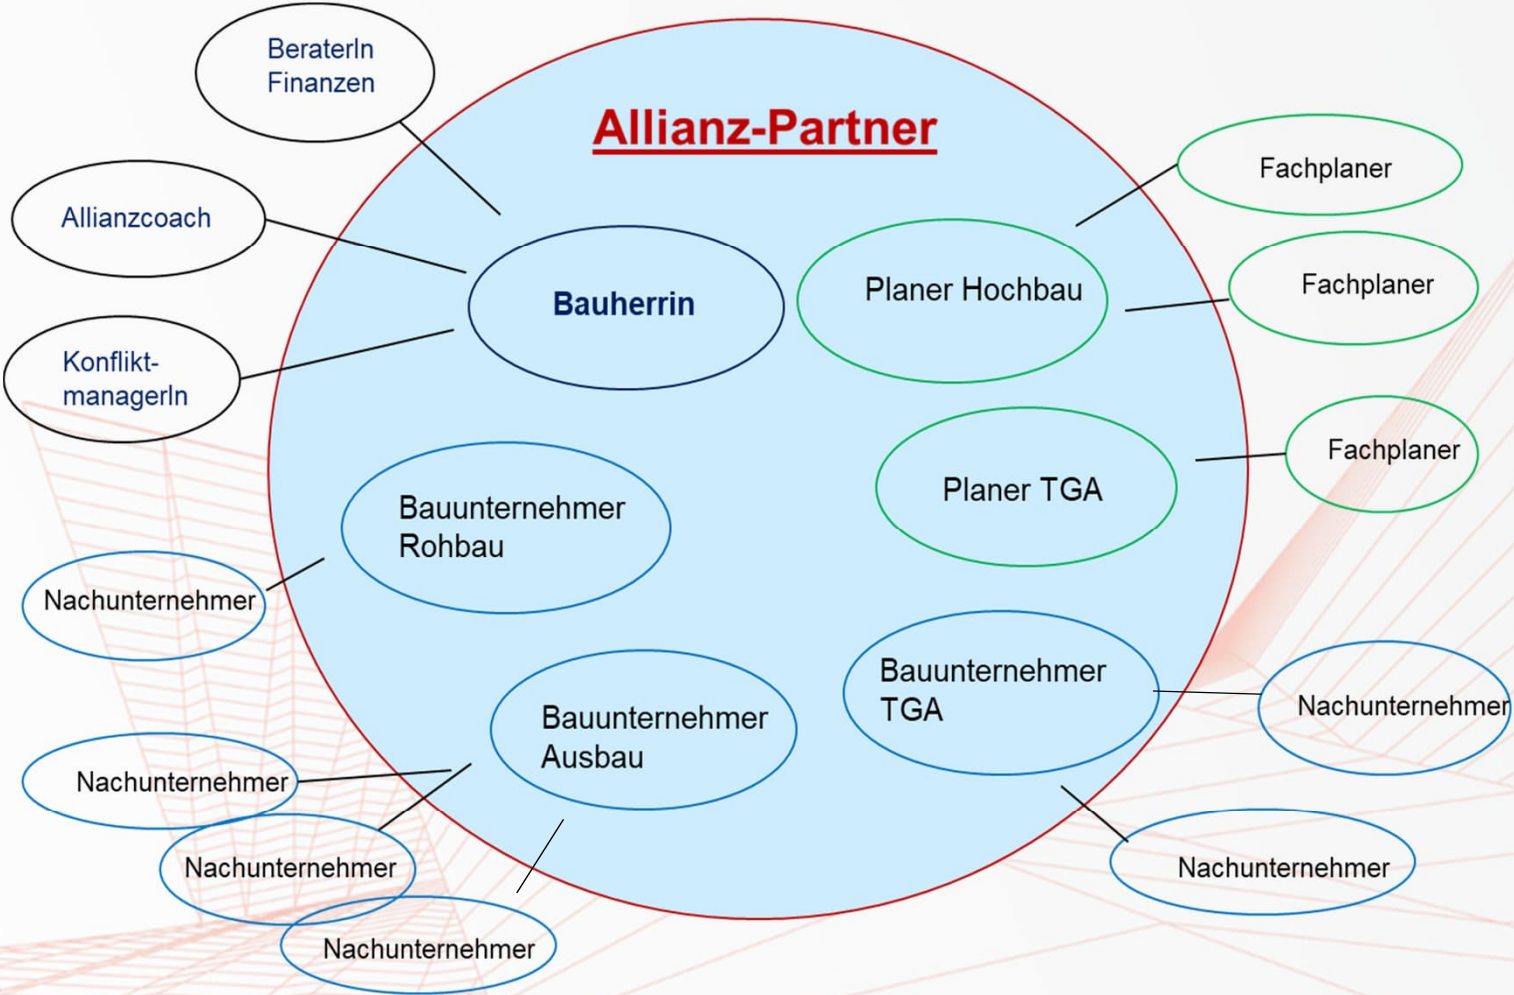 BeraterIn
Finanzen
Allianz-Partner
Fachplaner
Allianzcoach
Bauherrin
Planer Hochbau
Fachplaner
Konflikt-
managerIn
Fachplaner
Planer TGA
Bauunternehmer
Rohbau
Nachunternehmer
Bauunternehmer
TGA
Nachunternehmer
Bauunternehmer
Ausbau
Nachunternehmer
Nachunternehmer
Nachunternehmer
Nachunternehmer